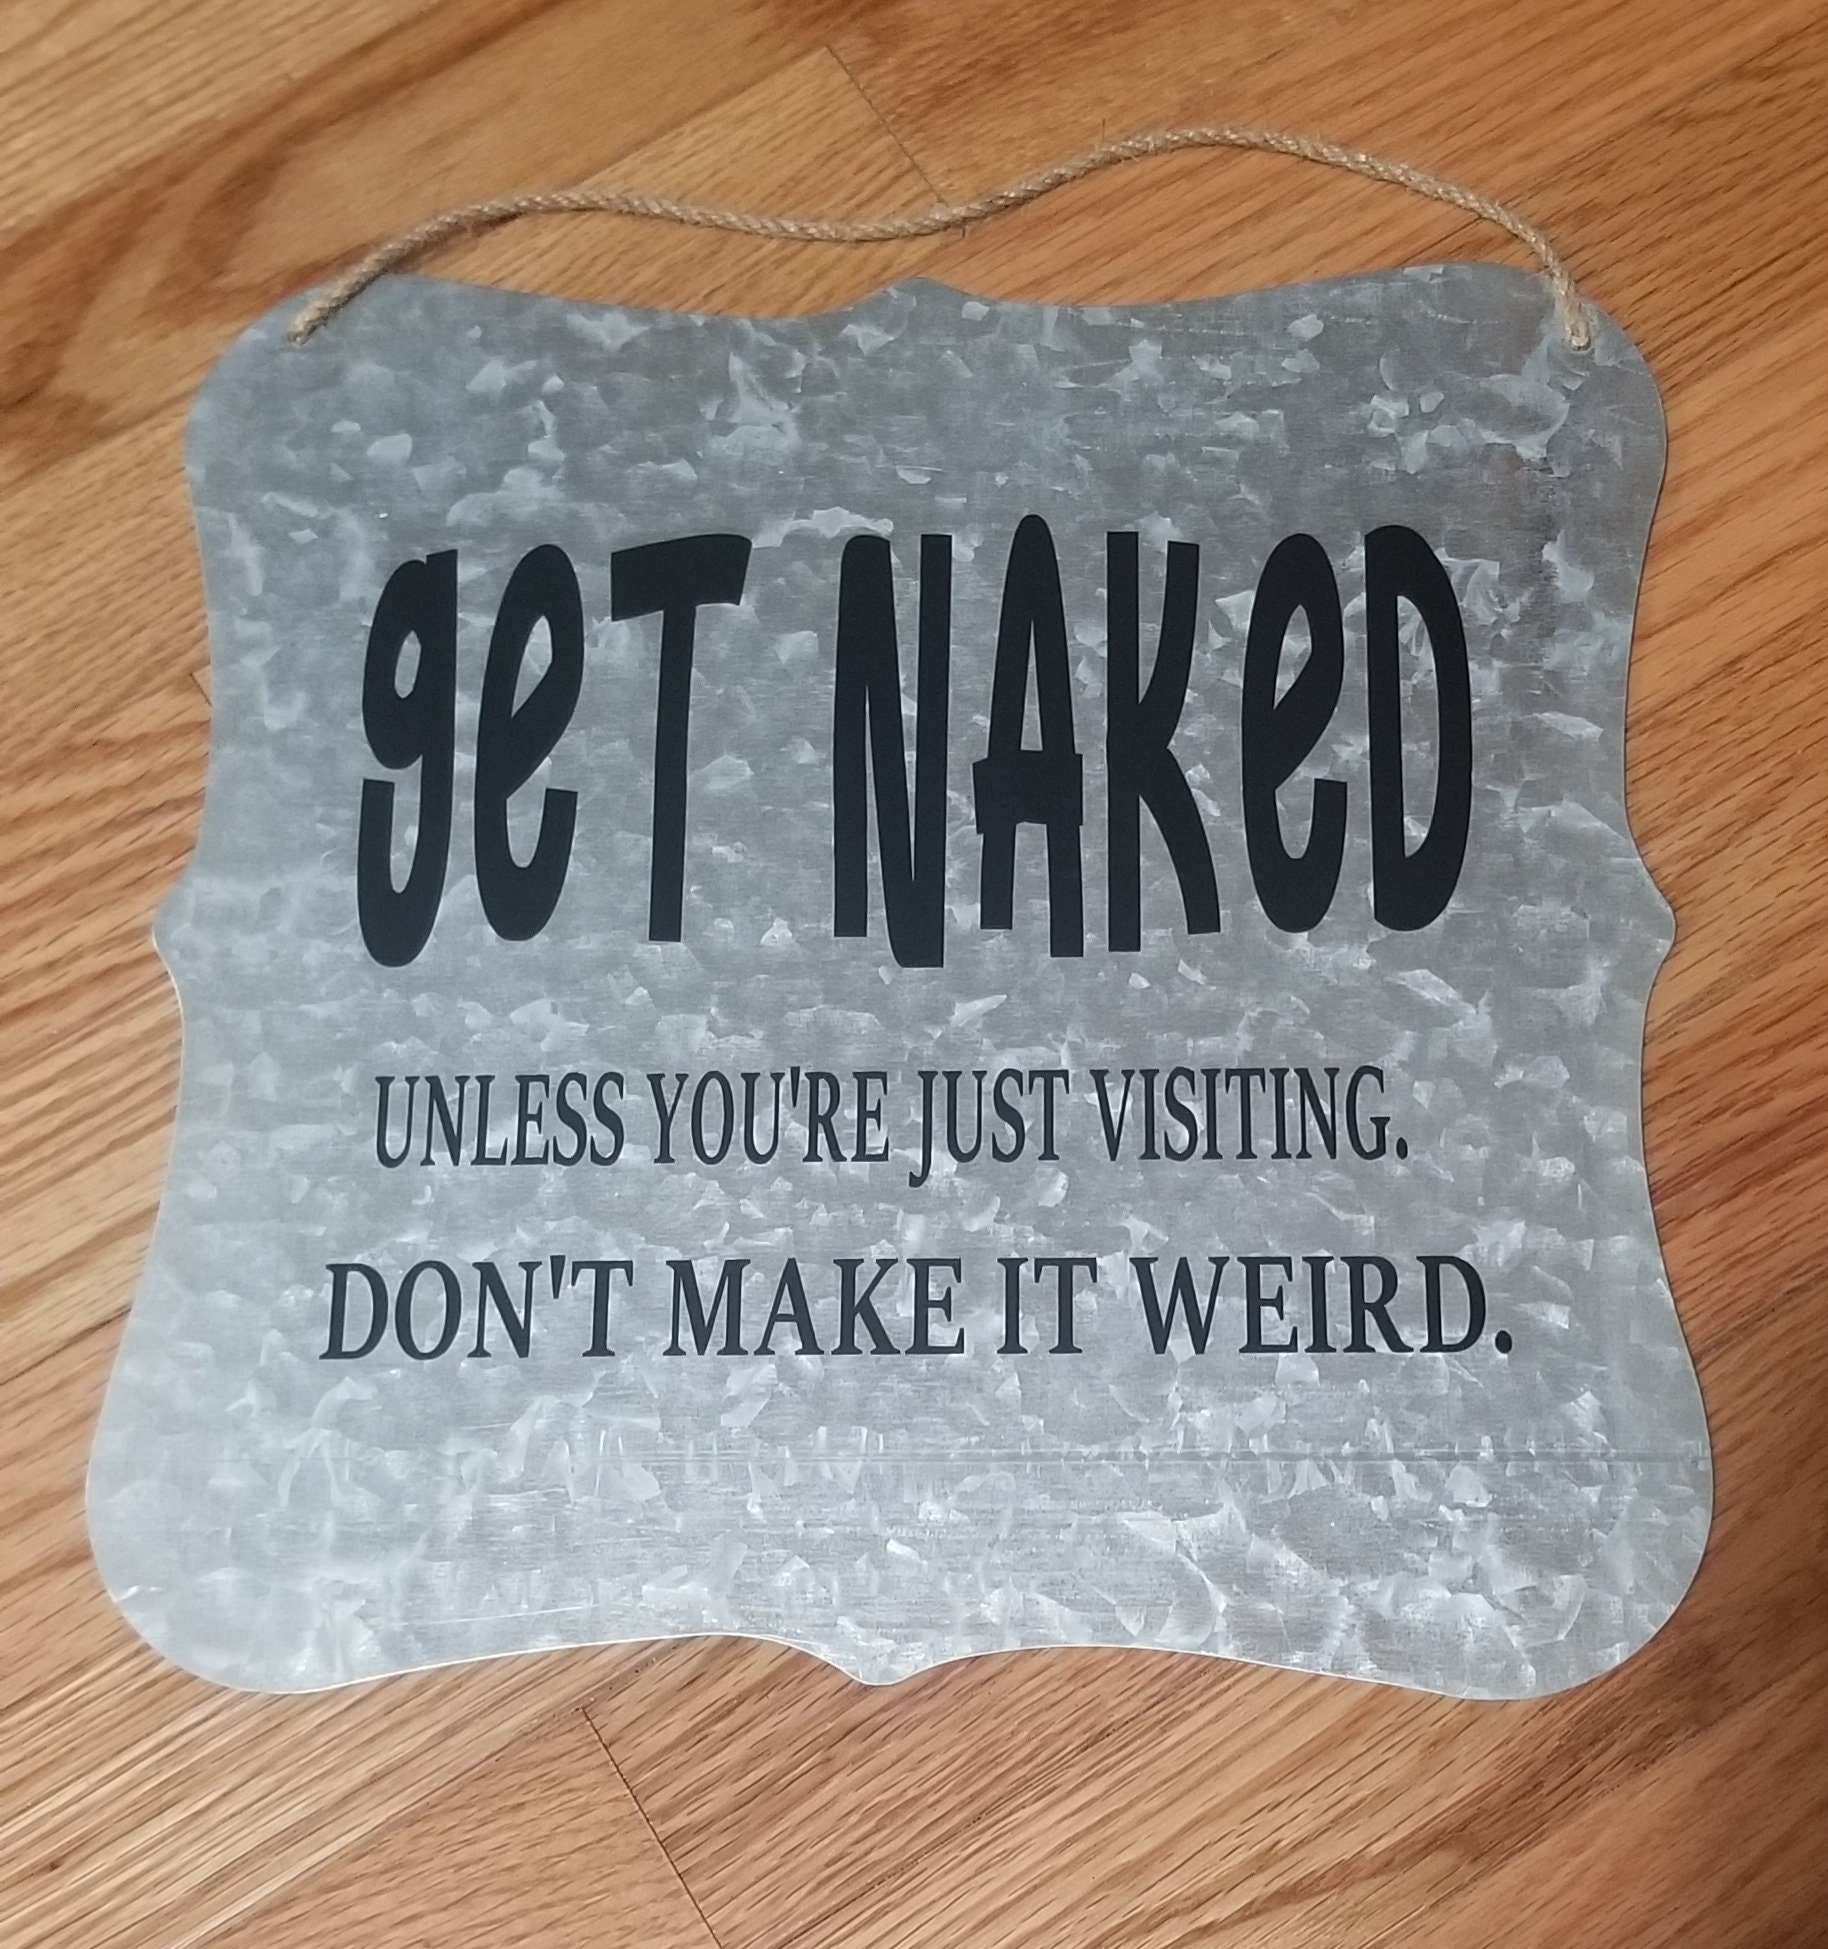 geT NAKeD
UNLESS YOU'RE JUST VISITING.
DON'T MAKE IT WEIRD.